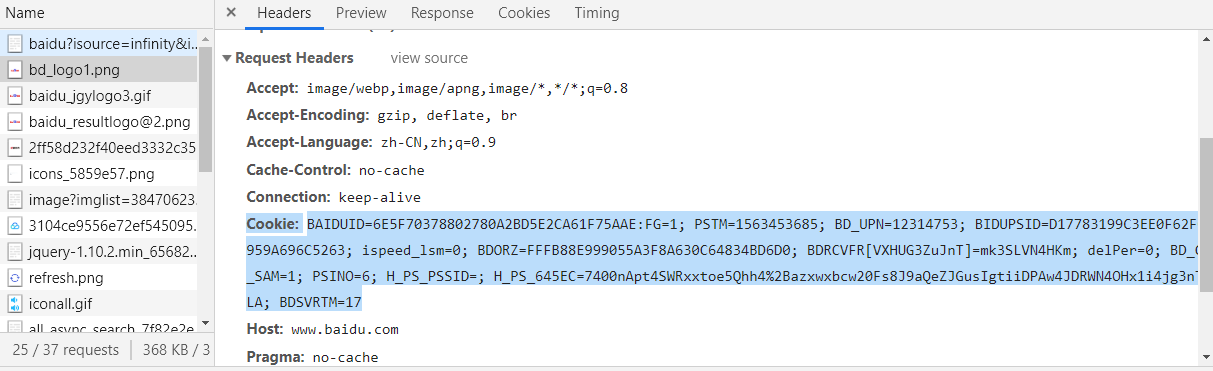 Name
baidu?isource=infinity&i...
bd_logo1.png
baidu_jgylogo3.gif
baidu_resultlogo@2.png
2ff58d232f40eed3332c35
icons_5859e57.png
image?imglist=38470623.
3104ce9556e72ef545095.
jquery-1.10.2.min_65682.
refresh.png
iconall.gif
all_async_search_7f82e2e
25 / 37 requests
368 KB / 3
× Headers Preview Response Cookies Timing
Request Headers view source
Accept: image/webp,image/apng,image/*,*/*;q=0.8
Accept-Encoding: gzip, deflate, br
Accept-Language: zh-CN,zh;q=0.9
Cache-Control: no-cache
Connection: keep-alive
Cookie: BAIDUID=6E5F70378802780A2BD5E2CA61F75AAE:FG=1; PSTM=1563453685; BD_UPN=12314753; BIDUPSID=D17783199C3EE0F62F
959A696C5263; ispeed_lsm=0; BDORZ=FFFB88E999055A3F8A630C64834BD6D0; BDRCVFR[VXHUG3ZuJnT]=mk3SLVN4HKm; delPer=0; BD_C
_SAM=1; PSINO=6; H_PS_PSSID=; H_PS_645EC=7400nApt4SWRxxtoe5Qhh4%2Bazxwxbcw20Fs8J9aQeZJGusIgtiiDPAw4JDRWN4OHx1i4jg3n7
LA; BDSVRTM=17
Host: www.baidu.com
Pragma: no-cache